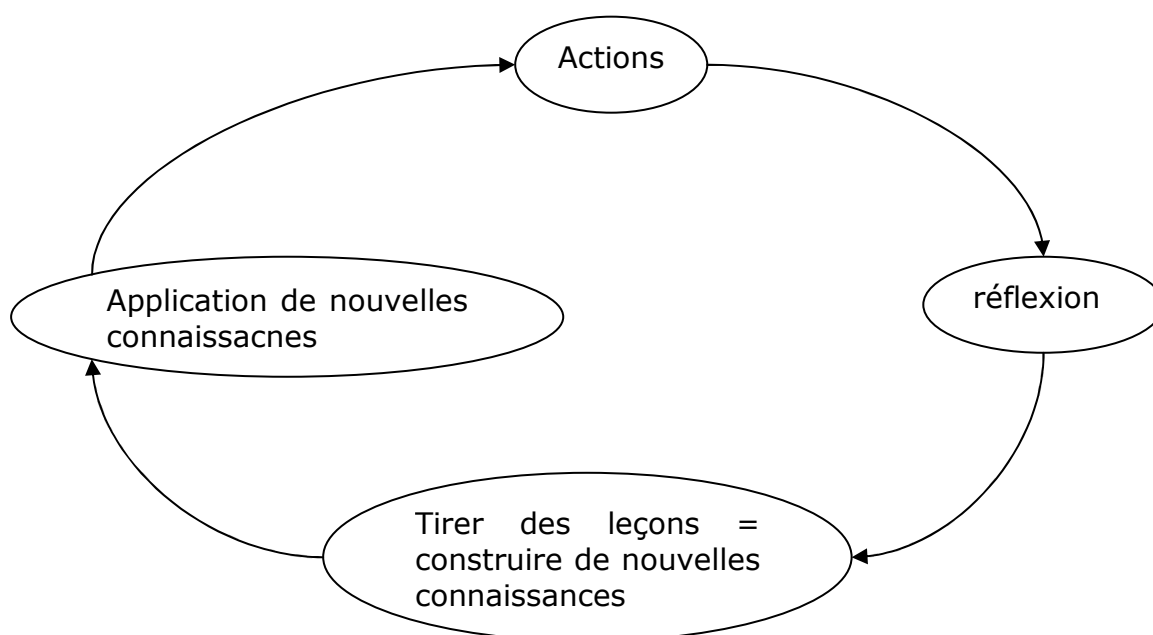 Actions
réflexion
Application de nouvelles
connaissacnes
Tirer des leçons =
construire de nouvelles
connaissances